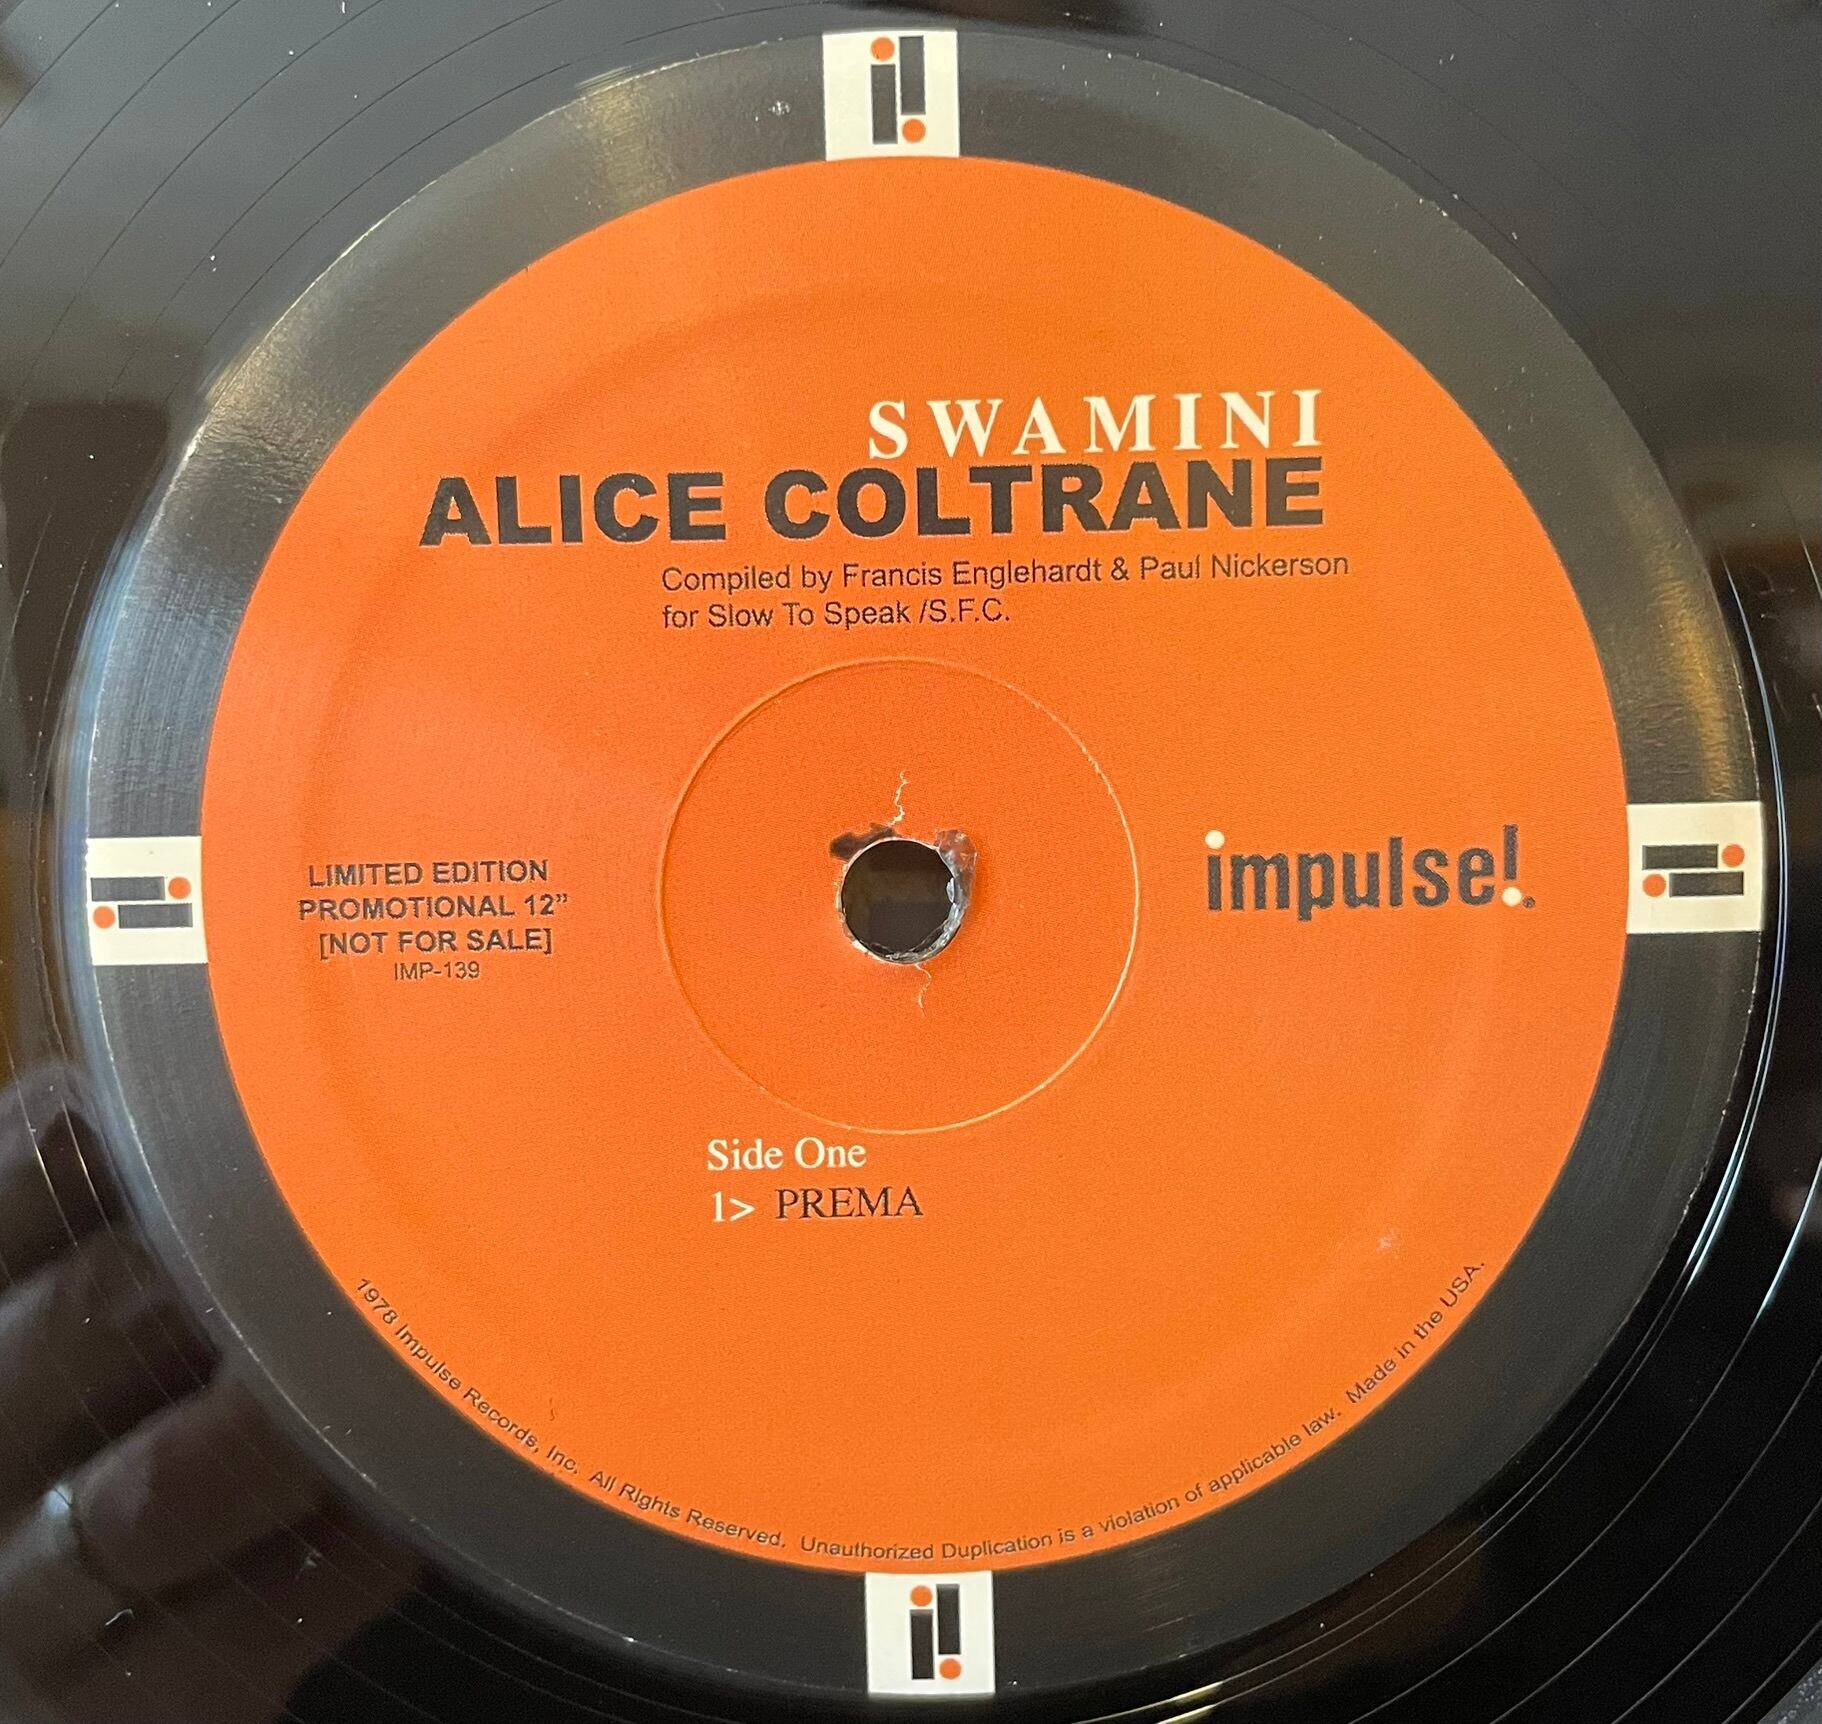 SWAMINI
ALICE COLTRANE
Compiled by Francis Englehardt & Paul Nickerson
for Slow To Speak /S.F.C.
LIMITED EDITION
PROMOTIONAL 12”
[NOT FOR SALE]
IMP-139
impulse!®
Side One
1> PREMA
1978 Impulse Records, Inc. All Rights Reserved. Unauthorized Duplication is a violation of applicable law. Made in the USA.